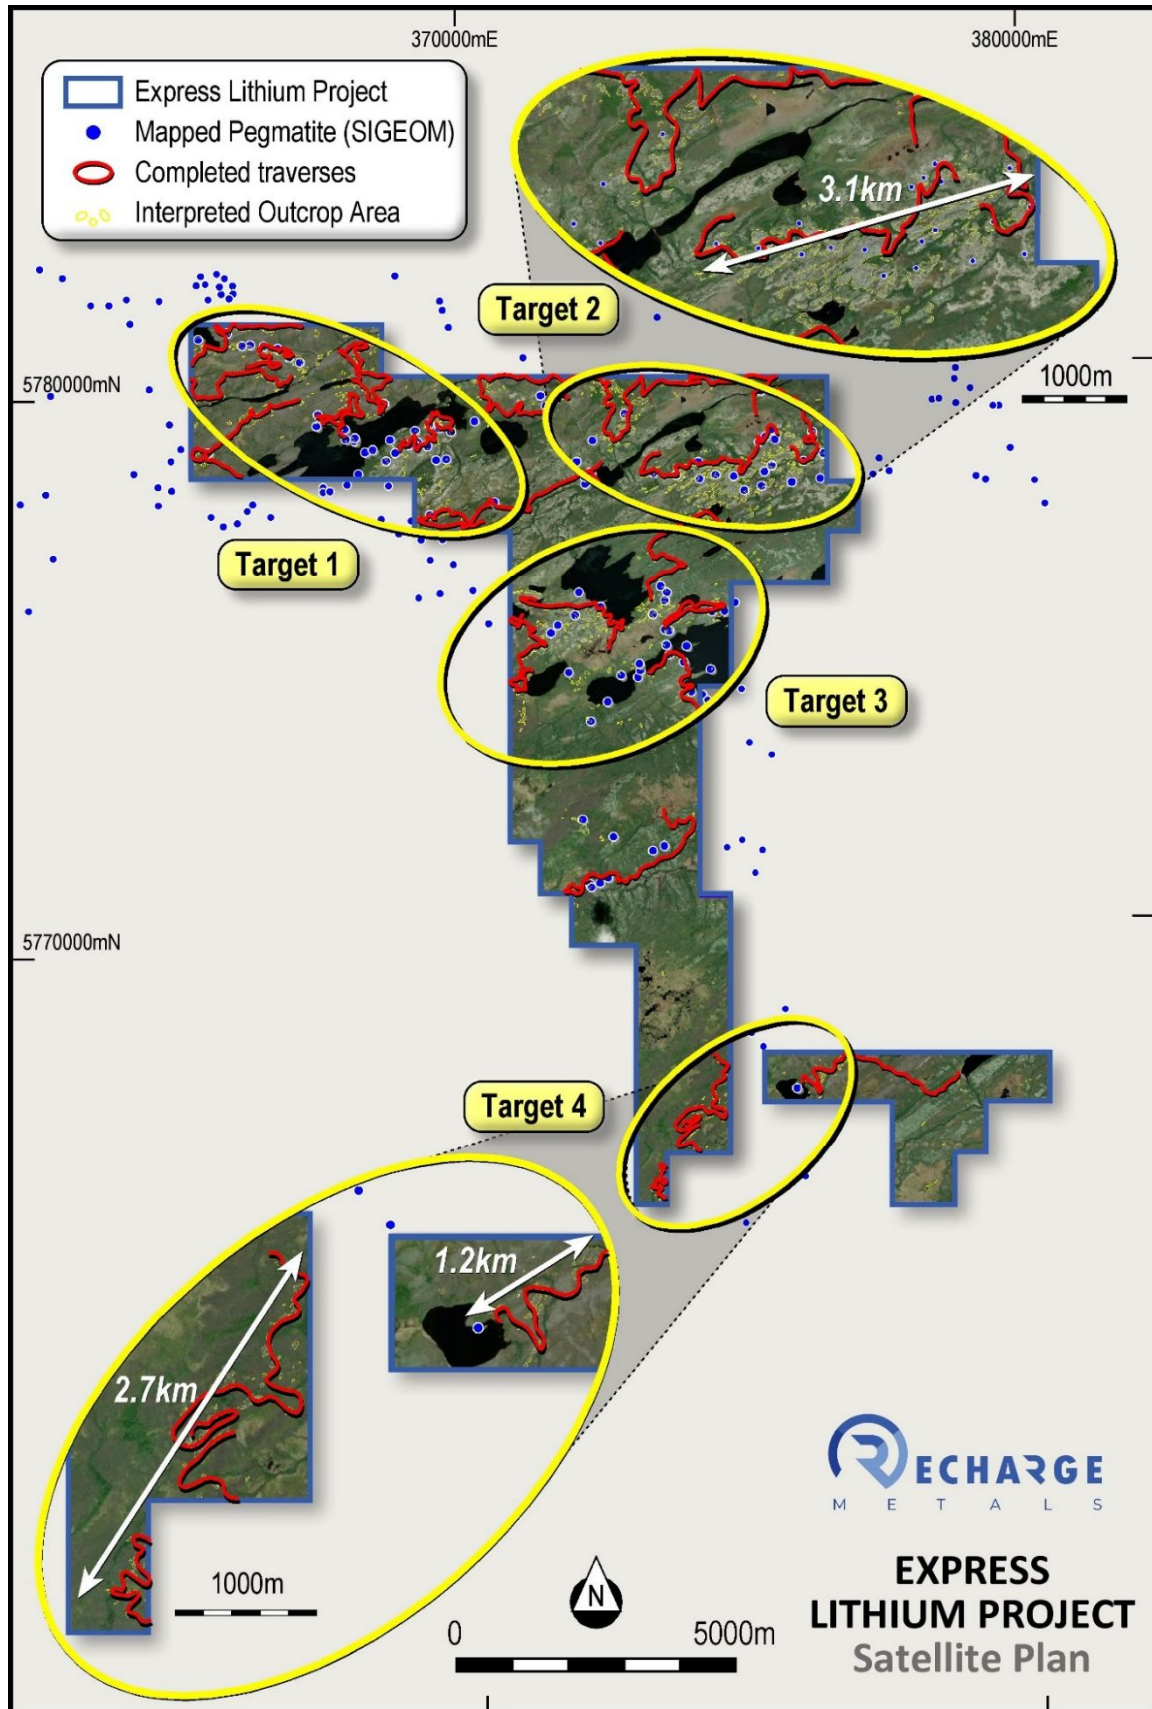 370000mE
380000mE
Express Lithium Project
Mapped Pegmatite (SIGEOM)
Completed traverses
Interpreted Outcrop Area
3.1km
Target 2
5780000mN
1000m
Target 1
Target 3
5770000mN
Target 4
1.2km
2.7km
RECHARGE
METALS
1000m
N
EXPRESS
LITHIUM PROJECT
Satellite Plan
0 5000m